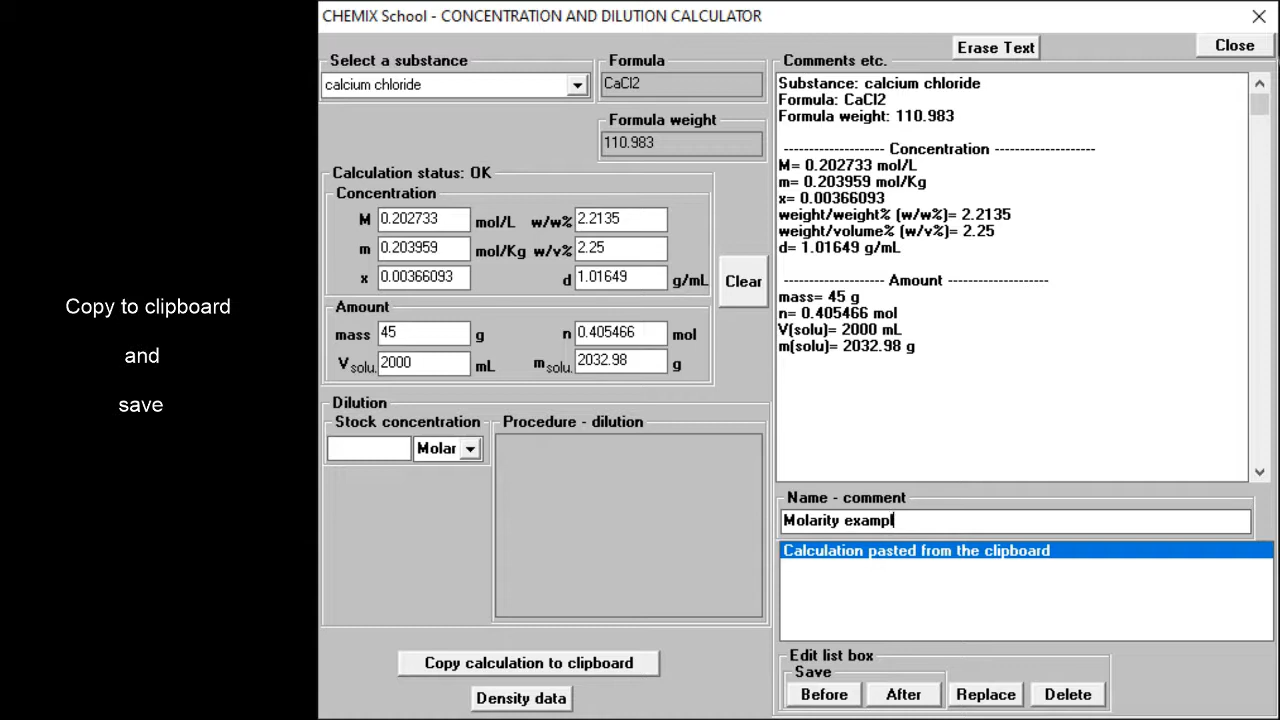 CHEMIX School - CONCENTRATION AND DILUTION CALCULATOR
Erase Text
Close
Select a substance
calcium chloride
Formula
CaCl2
Formula weight
110.983
Calculation status: OK
Concentration
M 0.202733 mol/L w/w% 2.2135
m 0.203959 mol/Kg w/v% 2.25
x 0.00366093 d 1.01649 g/mL
Clear
Amount
mass 45 g n 0.405466 mol
V solu. 2000 mL m solu. 2032.98 g
Dilution
Stock concentration
Molar
Procedure - dilution
Copy calculation to clipboard
Density data
Comments etc.
Substance: calcium chloride
Formula: CaCl2
Formula weight: 110.983
-------------------- Concentration --------------------
M= 0.202733 mol/L
m= 0.203959 mol/Kg
x= 0.00366093
weight/weight% (w/w%)= 2.2135
weight/volume% (w/v%)= 2.25
d= 1.01649 g/mL
-------------------- Amount --------------------
mass= 45 g
n= 0.405466 mol
V(solu)= 2000 mL
m(solu)= 2032.98 g
Name - comment
Molarity exampl
Calculation pasted from the clipboard
Edit list box
Save
Before After Replace Delete
Copy to clipboard
and
save